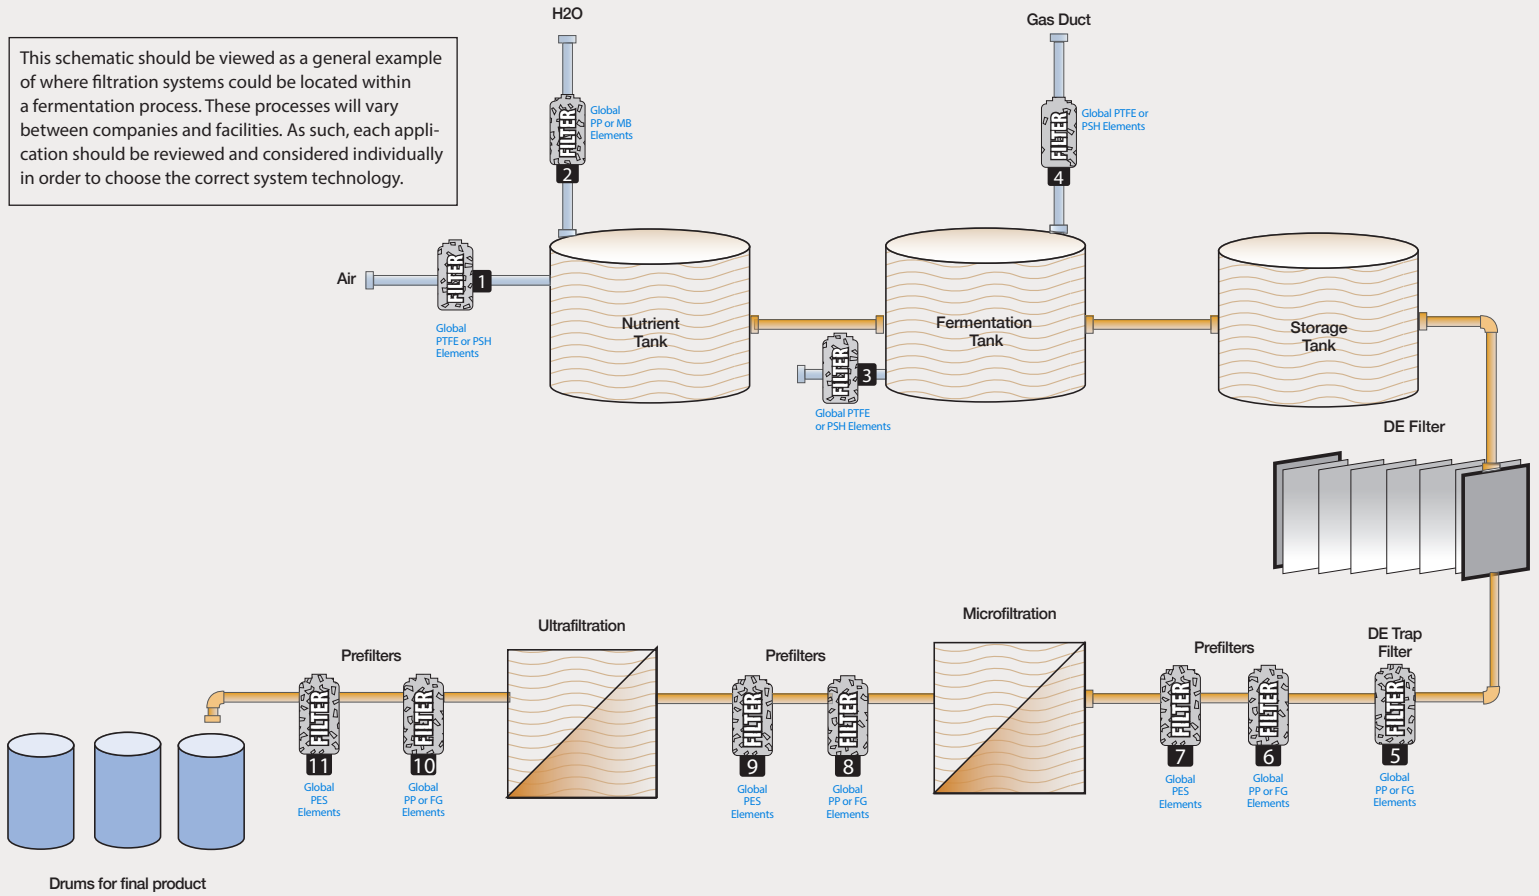 H2O
Gas Duct
This schematic should be viewed as a general example
of where filtration systems could be located within
a fermentation process. These processes will vary
between companies and facilities. As such, each appli-
cation should be reviewed and considered individually
in order to choose the correct system technology.
FILTER
2
Global
PP or MB
Elements
FILTER
4
Global PTFE or
PSH Elements
Air
FILTER
1
Global
PTFE or PSH
Elements
Nutrient
Tank
Fermentation
Tank
Storage
Tank
FILTER
3
Global PTFE
or PSH Elements
DE Filter
Microfiltration
Ultrafiltration
DE Trap
Filter
Prefilters
Prefilters
Prefilters
FILTER
11
Global
PES
Elements
FILTER
10
Global
PP or FG
Elements
FILTER
9
Global
PES
Elements
FILTER
8
Global
PP or FG
Elements
FILTER
7
Global
PES
Elements
FILTER
6
Global
PP or FG
Elements
FILTER
5
Global
PP or FG
Elements
Drums for final product